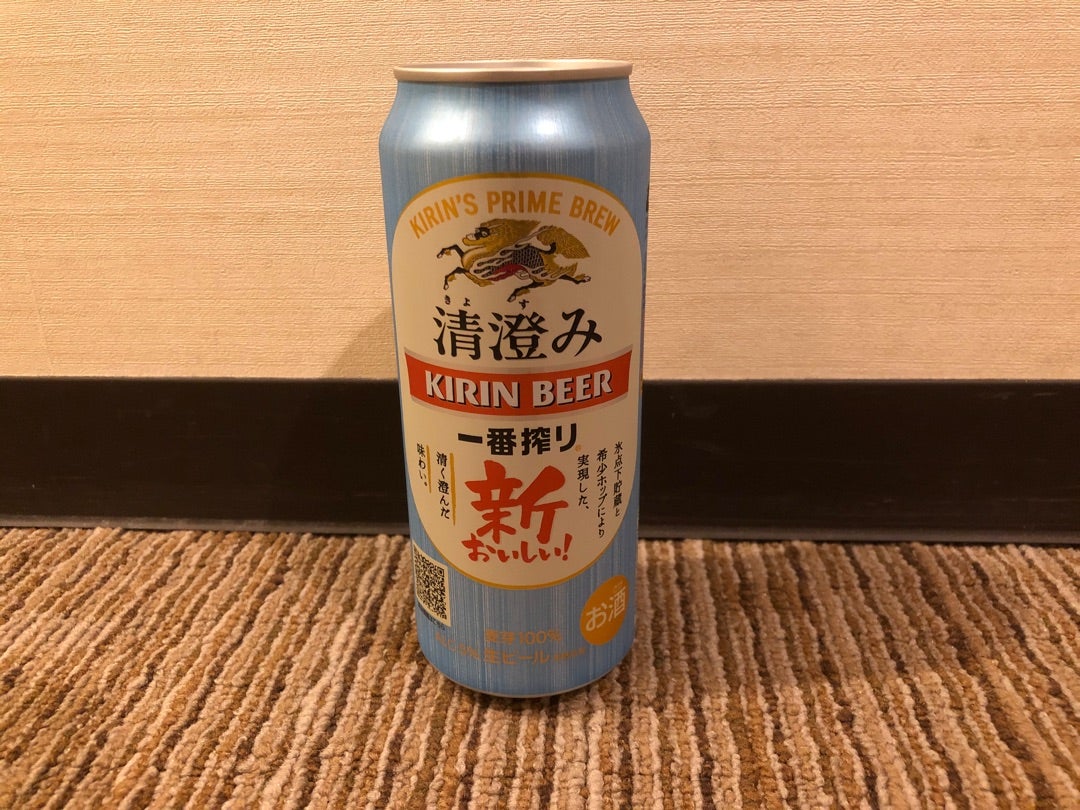 KIRIN'S PRIME BREW
きよす
清澄み
KIRIN BEER
一番搾り®
氷点下貯蔵と
希少ホップにより
実現した、
清く澄んだ
味わい。
新
おいしい!
お酒
麦芽100%
生ビール